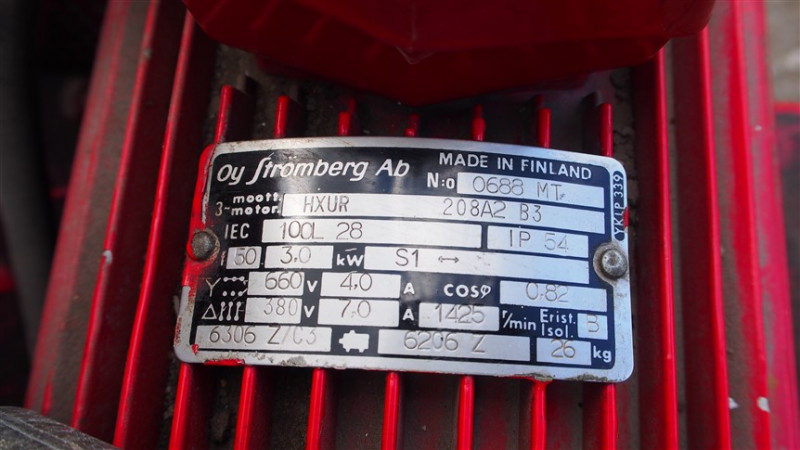 Oy Strömberg Ab MADE IN FINLAND
N:o 0688 MT
3~ moott. motor. HXUR 208A2 B3
IEC 100L 28 IP 54
f 50 3,0 kW S1 ↔
Y 660 V 4,0 A COSφ 0.82
Δ 380 V 7,0 A 1425 r/min Erist. Isol. B
6306 Z/C3 6206 Z 26 kg
YKLP 339